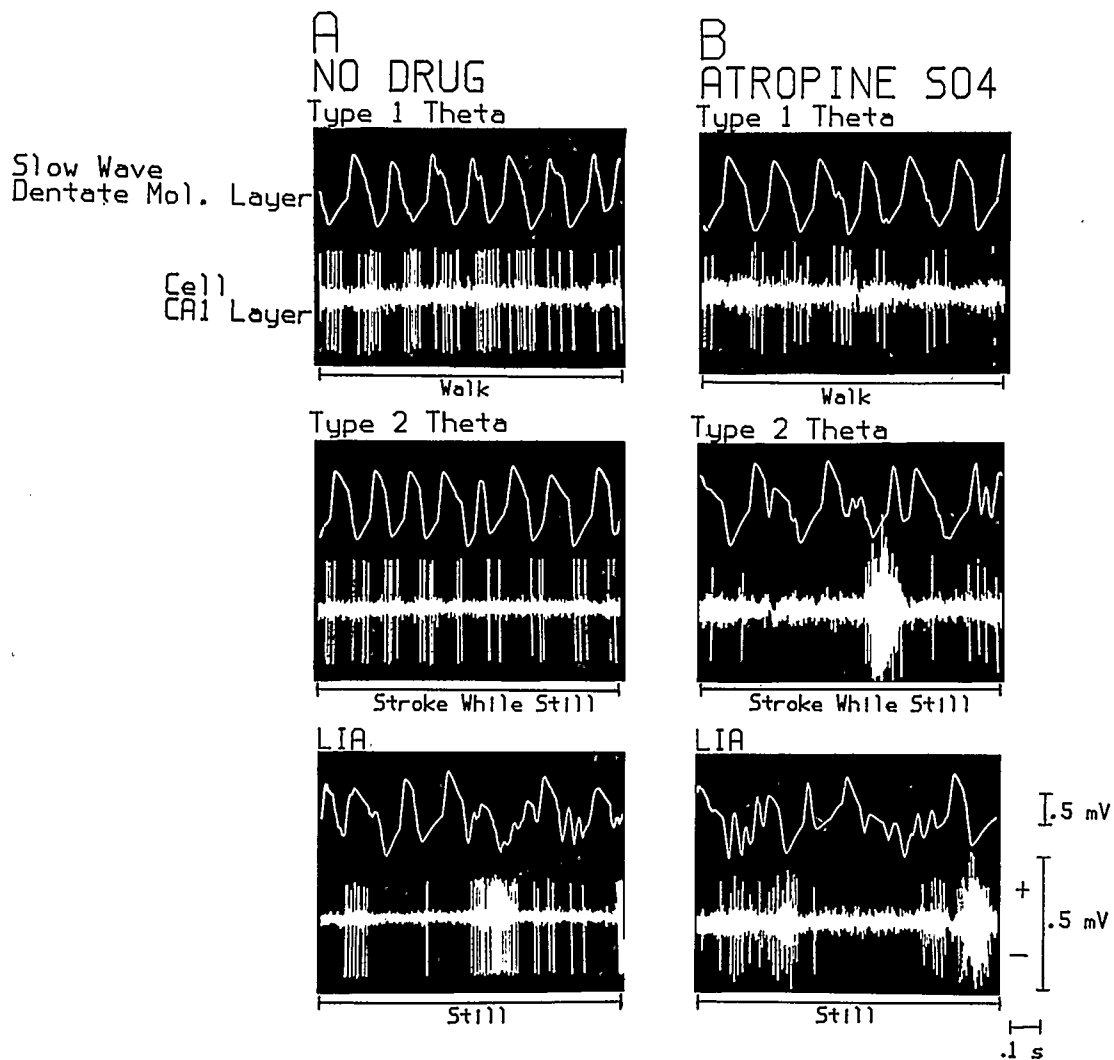 A
NO DRUG
Type 1 Theta
Slow Wave
Dentate Mol. Layer
Cell
CA1 Layer
Walk
Type 2 Theta
Stroke While Still
LIA
Still
B
ATROPINE SO4
Type 1 Theta
Walk
Type 2 Theta
Stroke While Still
LIA
.5 mV
+
.5 mV
−
Still
.1 s